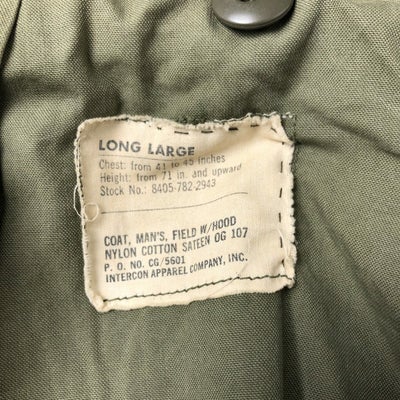 LONG LARGE
Chest: from 41 to 45 inches
Height: from 71 in. and upward
Stock No.: 8405-782-2943
COAT, MAN'S, FIELD W/HOOD
NYLON COTTON SATEEN OG 107
P. O. NO. CG/5601
INTERCON APPAREL COMPANY, INC.